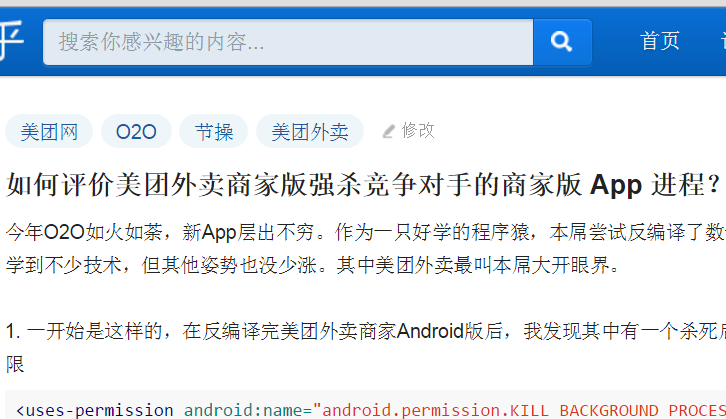 乎 搜索你感兴趣的内容... 首页
美团网 O2O 节操 美团外卖 修改
如何评价美团外卖商家版强杀竞争对手的商家版 App 进程?
今年O2O如火如荼，新App层出不穷。作为一只好学的程序猿，本屌尝试反编译了数
学到不少技术，但其他姿势也没少涨。其中美团外卖最叫本屌大开眼界。
1. 一开始是这样的，在反编译完美团外卖商家Android版后，我发现其中有一个杀死
限
<uses-permission android:name="android.permission.KILL_BACKGROUND_PROCES